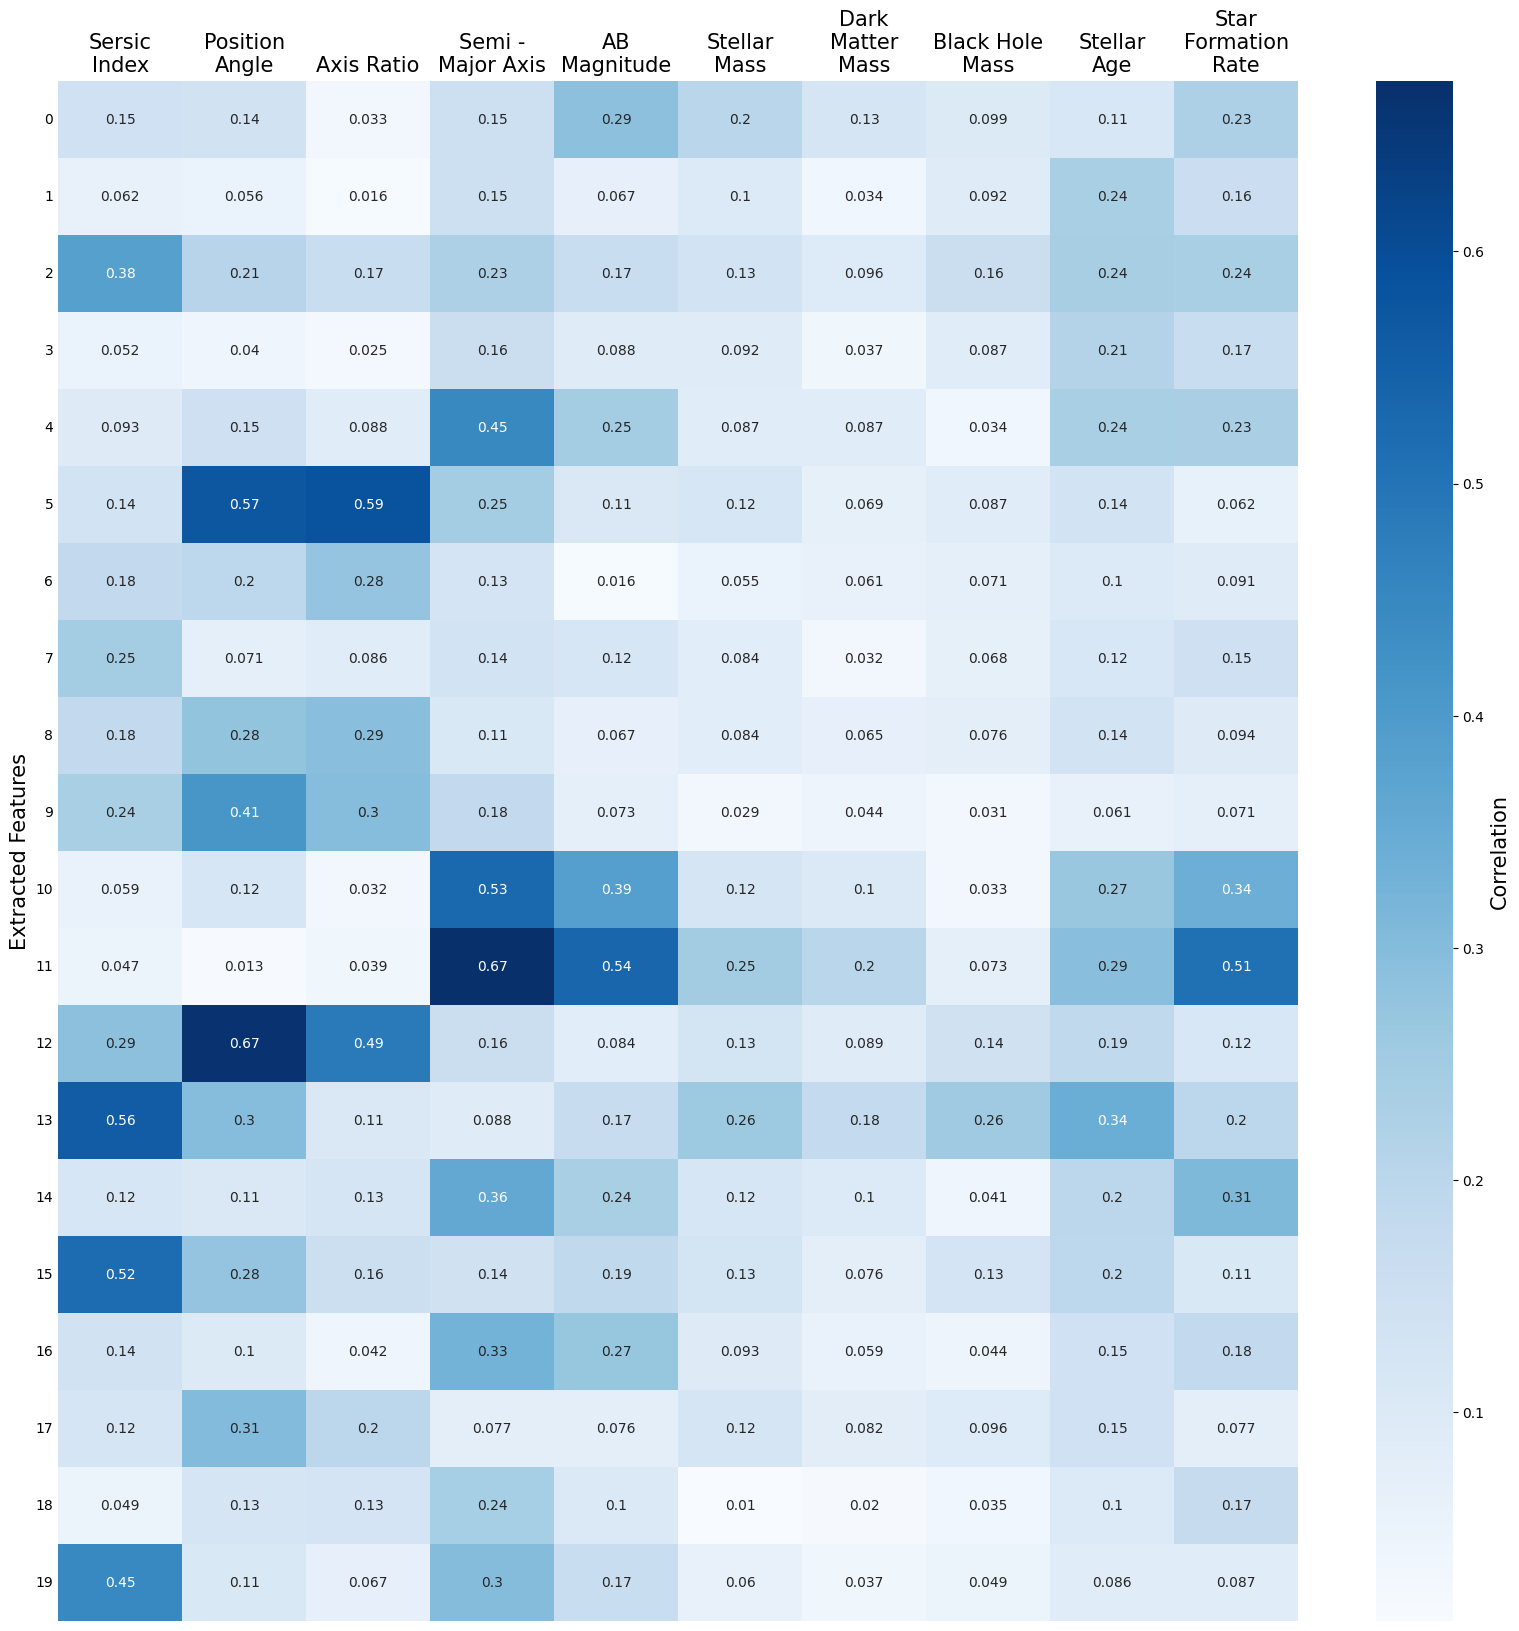 Sersic Index
Position Angle
Axis Ratio
Semi - Major Axis
AB Magnitude
Stellar Mass
Dark Matter Mass
Black Hole Mass
Stellar Age
Star Formation Rate
0 0.15 0.14 0.033 0.15 0.29 0.2 0.13 0.099 0.11 0.23
1 0.062 0.056 0.016 0.15 0.067 0.1 0.034 0.092 0.24 0.16
2 0.38 0.21 0.17 0.23 0.17 0.13 0.096 0.16 0.24 0.24
3 0.052 0.04 0.025 0.16 0.088 0.092 0.037 0.087 0.21 0.17
4 0.093 0.15 0.088 0.45 0.25 0.087 0.087 0.034 0.24 0.23
5 0.14 0.57 0.59 0.25 0.11 0.12 0.069 0.087 0.14 0.062
6 0.18 0.2 0.28 0.13 0.016 0.055 0.061 0.071 0.1 0.091
7 0.25 0.071 0.086 0.14 0.12 0.084 0.032 0.068 0.12 0.15
8 0.18 0.28 0.29 0.11 0.067 0.084 0.065 0.076 0.14 0.094
9 0.24 0.41 0.3 0.18 0.073 0.029 0.044 0.031 0.061 0.071
10 0.059 0.12 0.032 0.53 0.39 0.12 0.1 0.033 0.27 0.34
11 0.047 0.013 0.039 0.67 0.54 0.25 0.2 0.073 0.29 0.51
12 0.29 0.67 0.49 0.16 0.084 0.13 0.089 0.14 0.19 0.12
13 0.56 0.3 0.11 0.088 0.17 0.26 0.18 0.26 0.34 0.2
14 0.12 0.11 0.13 0.36 0.24 0.12 0.1 0.041 0.2 0.31
15 0.52 0.28 0.16 0.14 0.19 0.13 0.076 0.13 0.2 0.11
16 0.14 0.1 0.042 0.33 0.27 0.093 0.059 0.044 0.15 0.18
17 0.12 0.31 0.2 0.077 0.076 0.12 0.082 0.096 0.15 0.077
18 0.049 0.13 0.13 0.24 0.1 0.01 0.02 0.035 0.1 0.17
19 0.45 0.11 0.067 0.3 0.17 0.06 0.037 0.049 0.086 0.087
Extracted Features
0.6
0.5
0.4
0.3
0.2
0.1
Correlation